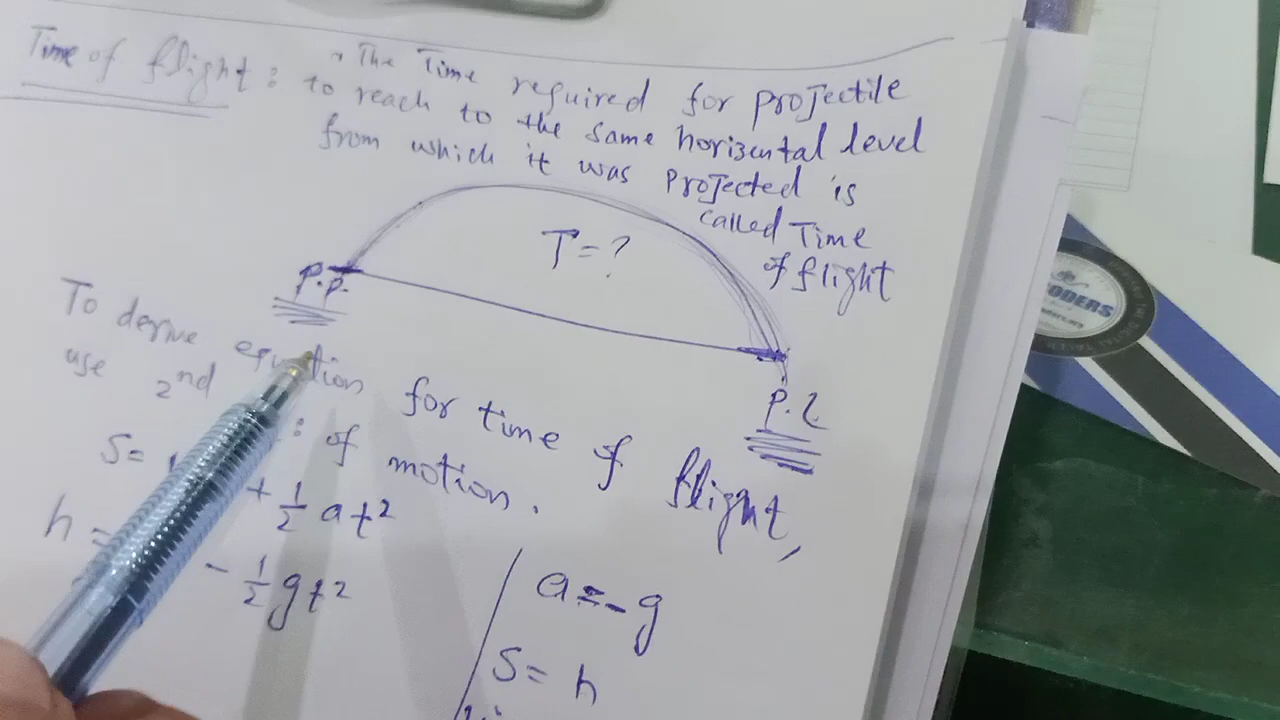 Time of flight : The Time required for projectile
to reach to the same horizental level
from which it was projected is
called Time
of flight
T = ?
P.P.
P.L
To derive equation for time of flight,
use 2nd : of motion.
S = + 1/2 at²
h = - 1/2 gt²
a = -g
S = h
ODERS